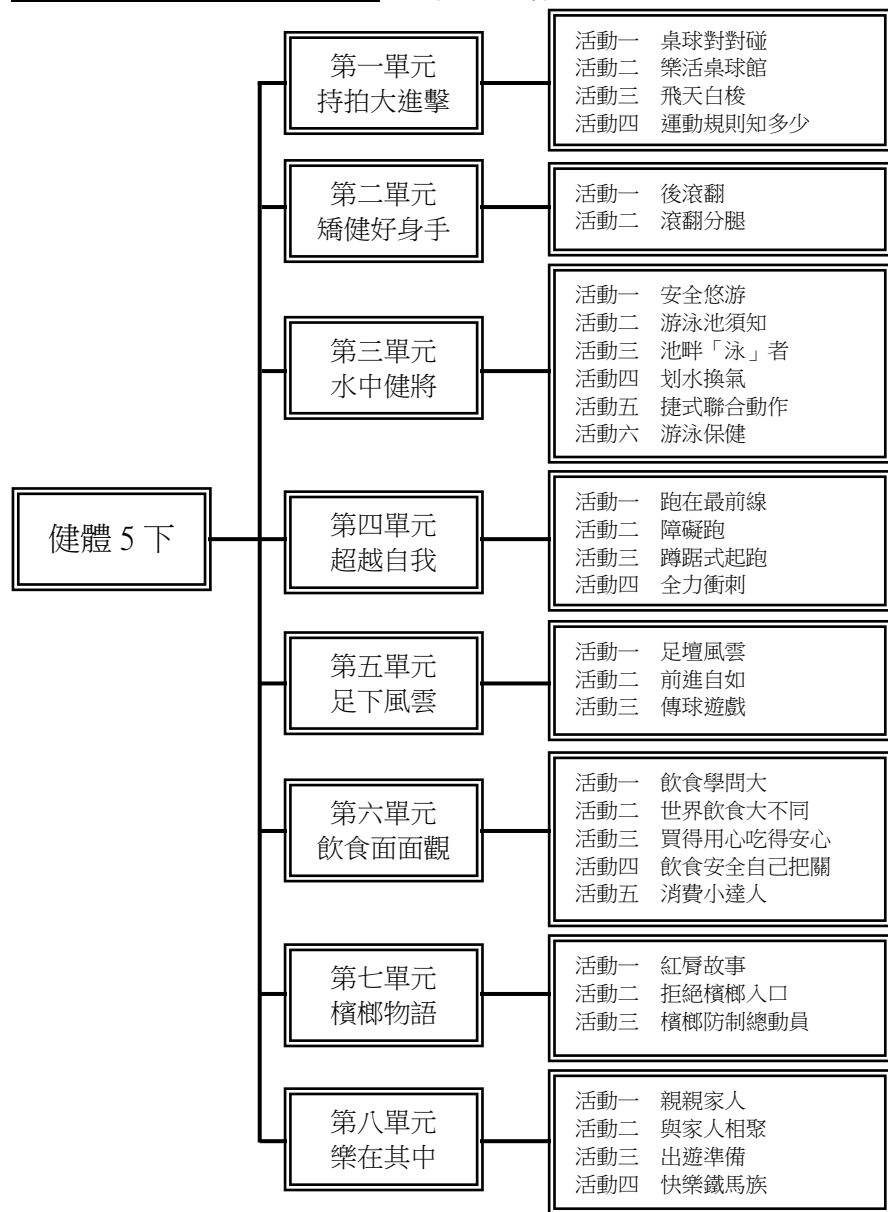 健體 5 下
第一單元
持拍大進擊
活動一 桌球對對碰
活動二 樂活桌球館
活動三 飛天白梭
活動四 運動規則知多少
第二單元
矯健好身手
活動一 後滾翻
活動二 滾翻分腿
第三單元
水中健將
活動一 安全悠游
活動二 游泳池須知
活動三 池畔「泳」者
活動四 划水換氣
活動五 捷式聯合動作
活動六 游泳保健
第四單元
超越自我
活動一 跑在最前線
活動二 障礙跑
活動三 蹲踞式起跑
活動四 全力衝刺
第五單元
足下風雲
活動一 足壇風雲
活動二 前進自如
活動三 傳球遊戲
第六單元
飲食面面觀
活動一 飲食學問大
活動二 世界飲食大不同
活動三 買得用心吃得安心
活動四 飲食安全自己把關
活動五 消費小達人
第七單元
檳榔物語
活動一 紅脣故事
活動二 拒絕檳榔入口
活動三 檳榔防制總動員
第八單元
樂在其中
活動一 親親家人
活動二 與家人相聚
活動三 出遊準備
活動四 快樂鐵馬族